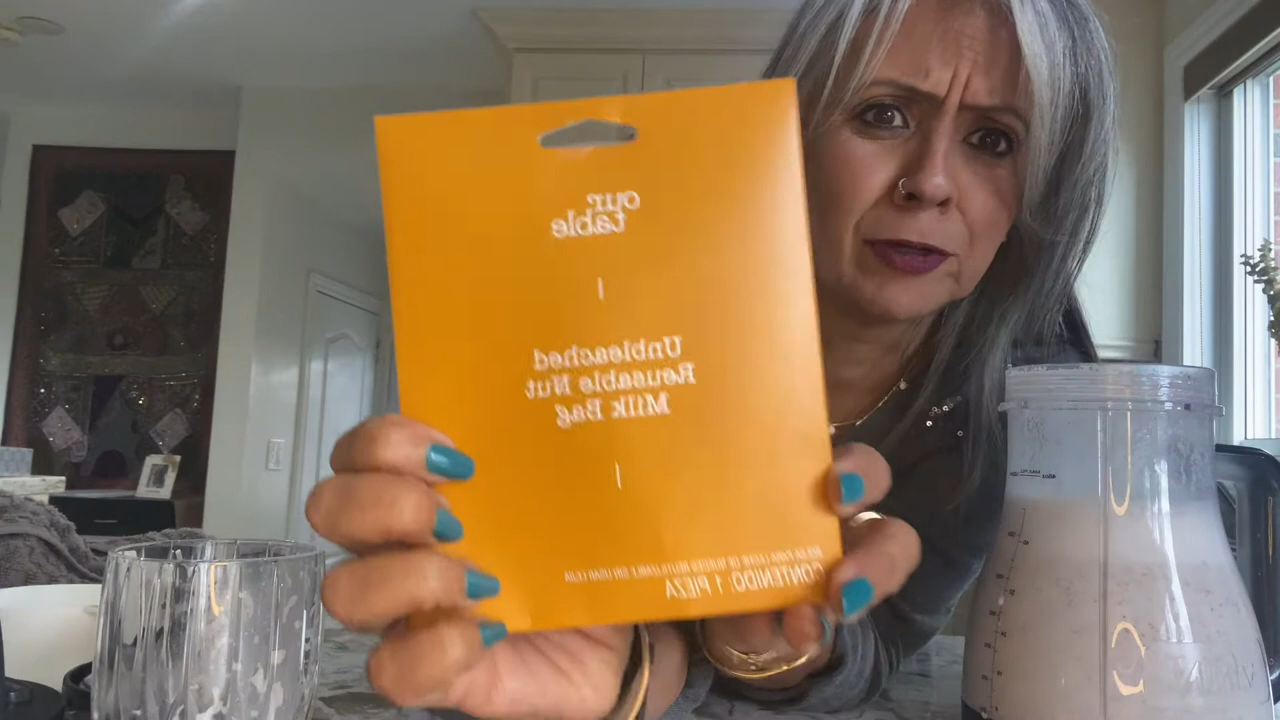 our
table
Unbleached
Reusable Nut
Milk Bag
CONTENIDO: 1 PIEZA